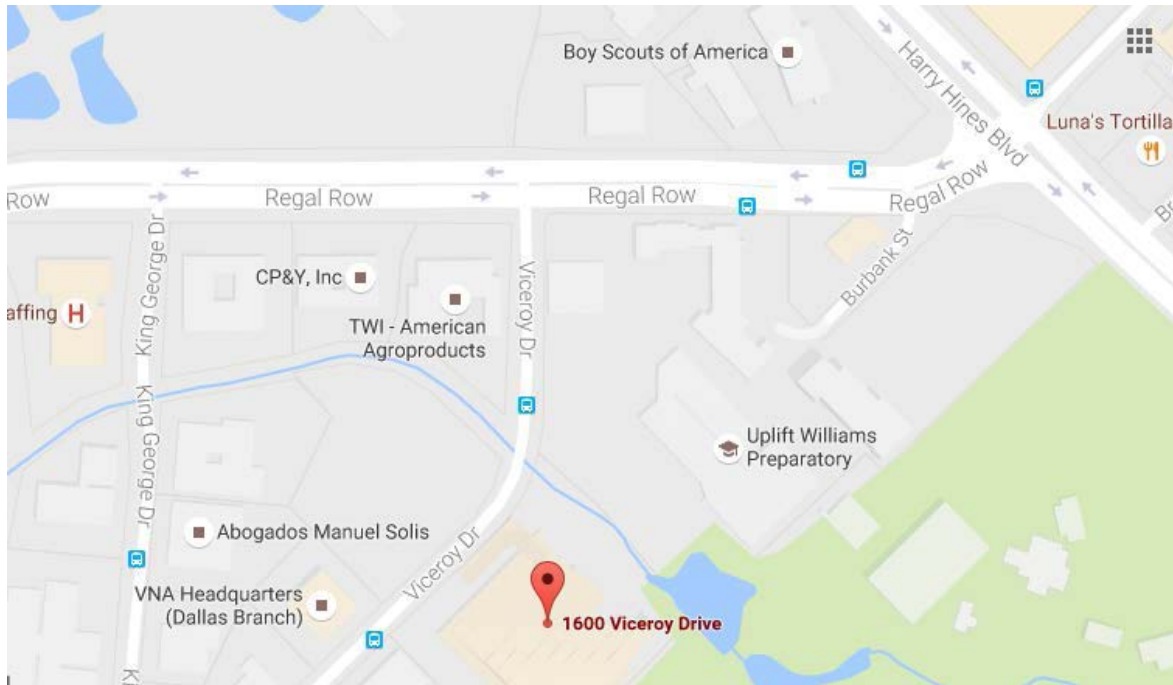 Boy Scouts of America
Harry Hines Blvd
Luna's Tortilla
Row
Regal Row
Regal Row
Regal Row
Br
King George Dr
Viceroy Dr
Burbank St
CP&Y, Inc
affing H
TWI - American
Agroproducts
King George Dr
Uplift Williams
Preparatory
Abogados Manuel Solis
Viceroy Dr
VNA Headquarters
(Dallas Branch)
1600 Viceroy Drive
Ki